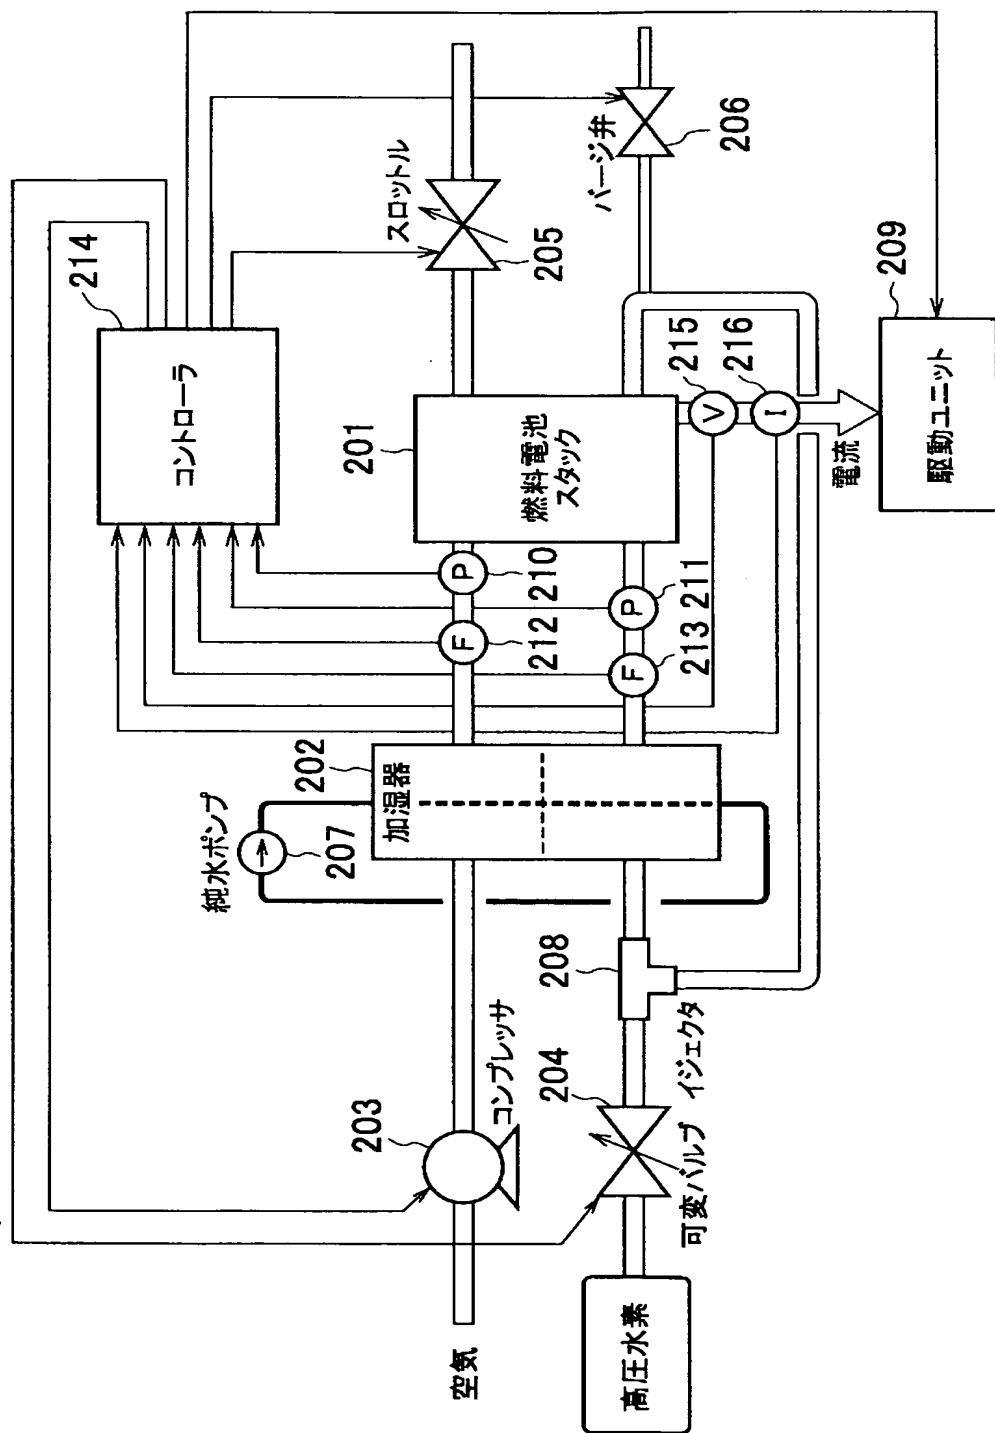 214
コントローラ
スロットル
205
バージ弁
206
201
燃料電池
スタック
215
V
216
I
209
電流
駆動ユニット
P
210
F
212
P
211
F
213
202
加湿器
純水ポンプ
207
203
コンプレッサ
208
イジェクタ
204
可変バルブ
空気
高圧水素